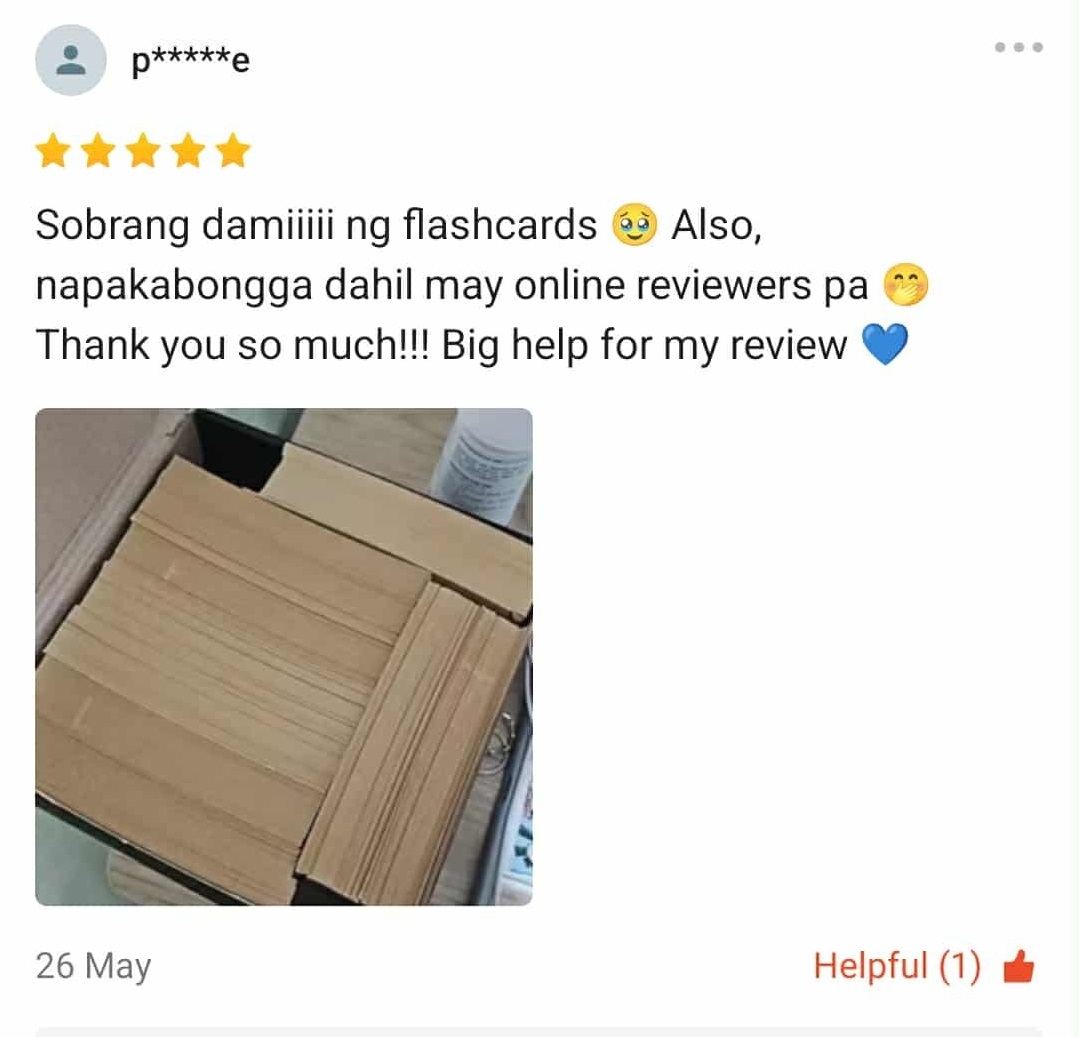 p*****e
Sobrang damiiiii ng flashcards 🥹 Also,
napakabongga dahil may online reviewers pa 🤭
Thank you so much!!! Big help for my review 💙
26 May
Helpful (1)